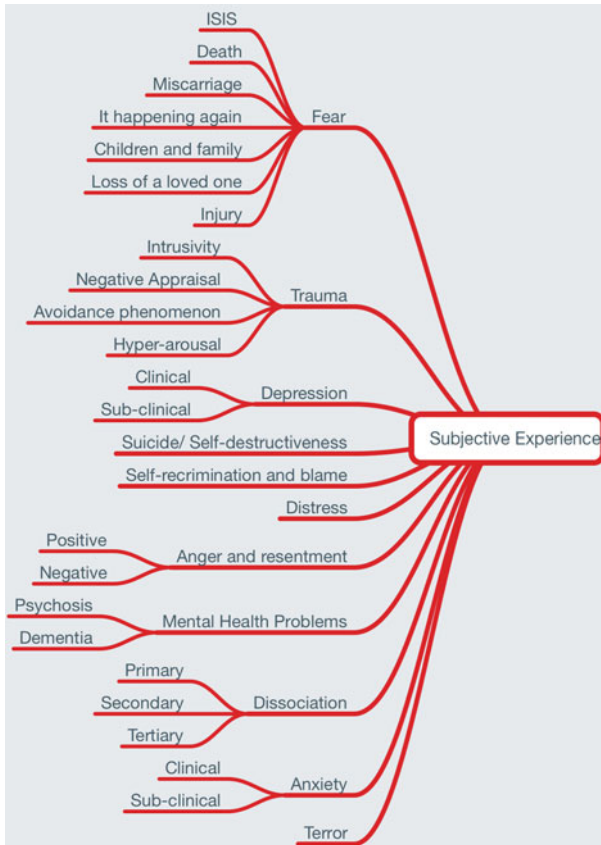 ISIS
Death
Miscarriage
It happening again
Children and family
Loss of a loved one
Injury
Fear
Intrusivity
Negative Appraisal
Avoidance phenomenon
Hyper-arousal
Trauma
Clinical
Sub-clinical
Depression
Suicide/ Self-destructiveness
Self-recrimination and blame
Distress
Positive
Negative
Anger and resentment
Psychosis
Dementia
Mental Health Problems
Primary
Secondary
Tertiary
Dissociation
Clinical
Sub-clinical
Anxiety
Terror
Subjective Experience